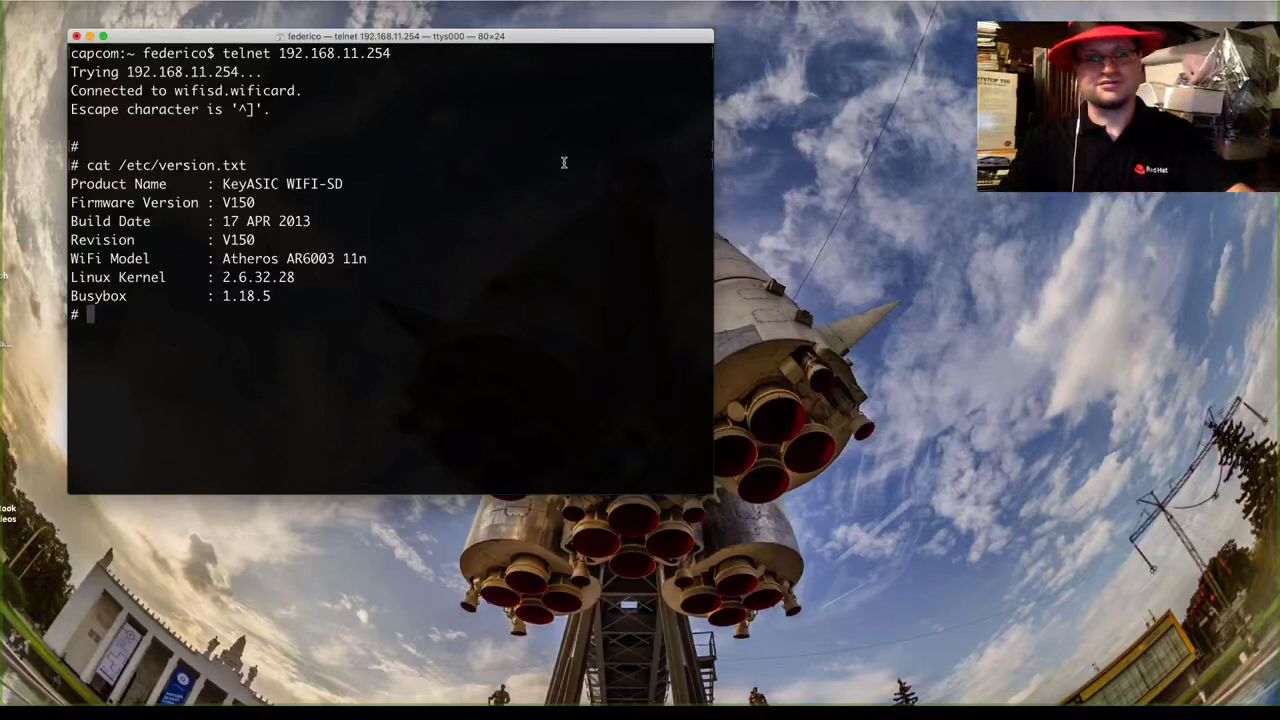 federico — telnet 192.168.11.254 — ttys000 — 80×24
capcom:~ federico$ telnet 192.168.11.254
Trying 192.168.11.254...
Connected to wifisd.wificard.
Escape character is '^]'.
#
# cat /etc/version.txt
Product Name     : KeyASIC WIFI-SD
Firmware Version : V150
Build Date       : 17 APR 2013
Revision         : V150
WiFi Model       : Atheros AR6003 11n
Linux Kernel     : 2.6.32.28
Busybox          : 1.18.5
#
Red Hat